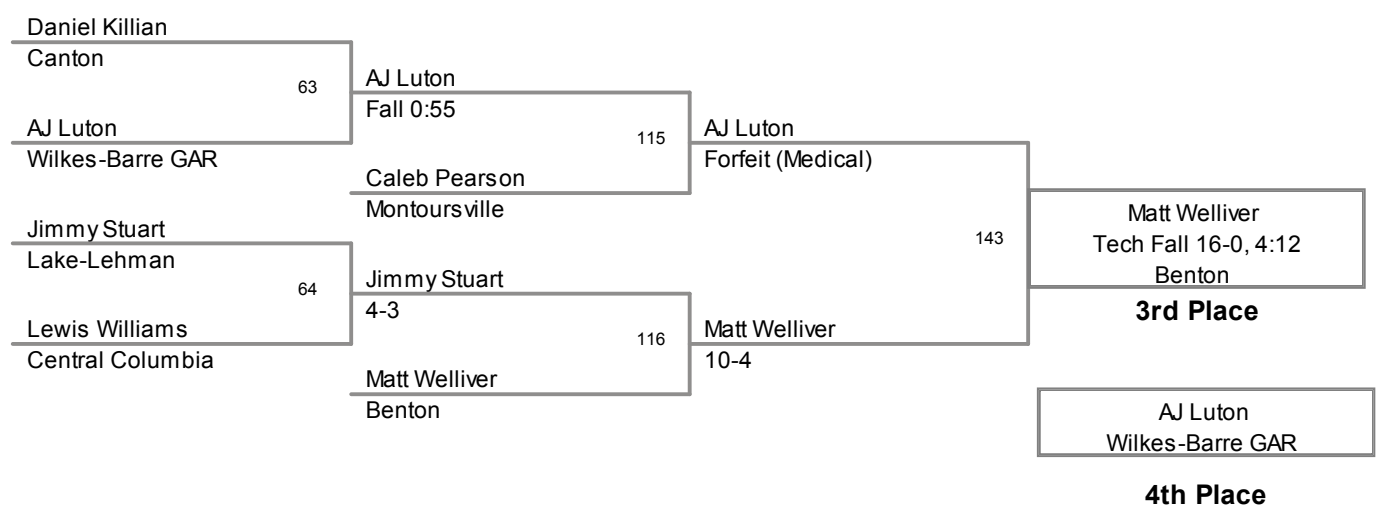 Daniel Killian
Canton
63
AJ Luton
Wilkes-Barre GAR
AJ Luton
Fall 0:55
115
Caleb Pearson
Montoursville
AJ Luton
Forfeit (Medical)
Jimmy Stuart
Lake-Lehman
64
Lewis Williams
Central Columbia
Jimmy Stuart
4-3
116
Matt Welliver
Benton
Matt Welliver
10-4
143
Matt Welliver
Tech Fall 16-0, 4:12
Benton
3rd Place
AJ Luton
Wilkes-Barre GAR
4th Place